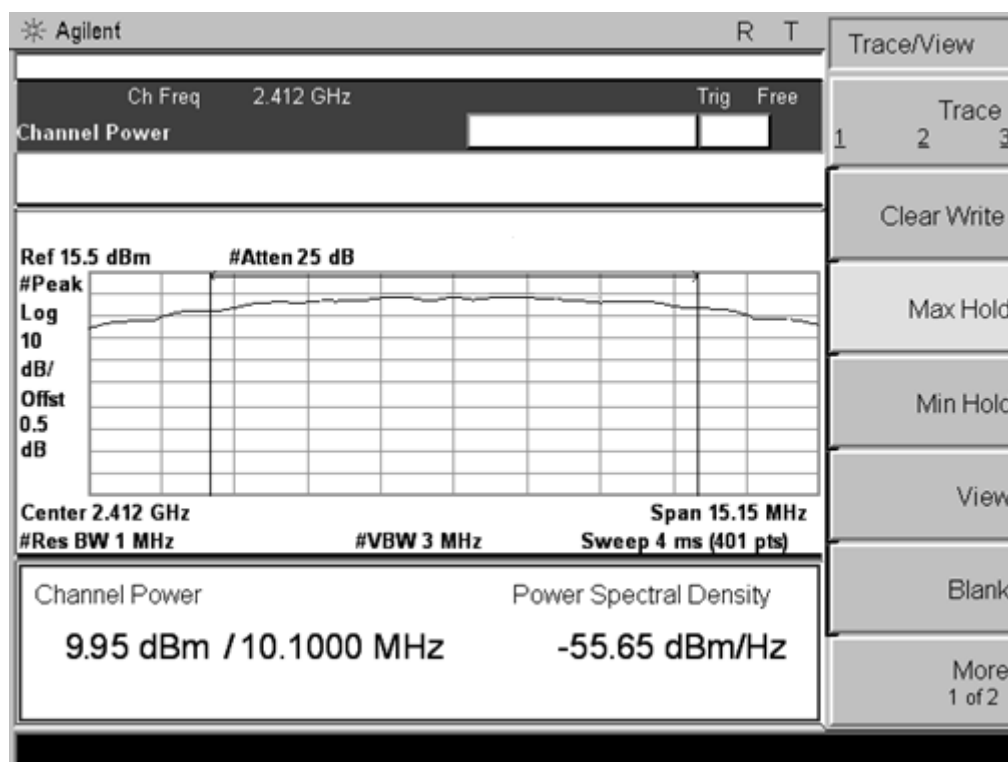 Agilent R T
Trace/View
Ch Freq 2.412 GHz Trig Free
Channel Power
Trace
1 2 3
Clear Write
Ref 15.5 dBm #Atten 25 dB
#Peak
Log
10
dB/
Offst
0.5
dB
Max Hold
Min Hold
Center 2.412 GHz Span 15.15 MHz
#Res BW 1 MHz #VBW 3 MHz Sweep 4 ms (401 pts)
View
Channel Power Power Spectral Density
9.95 dBm / 10.1000 MHz -55.65 dBm/Hz
Blank
More
1 of 2